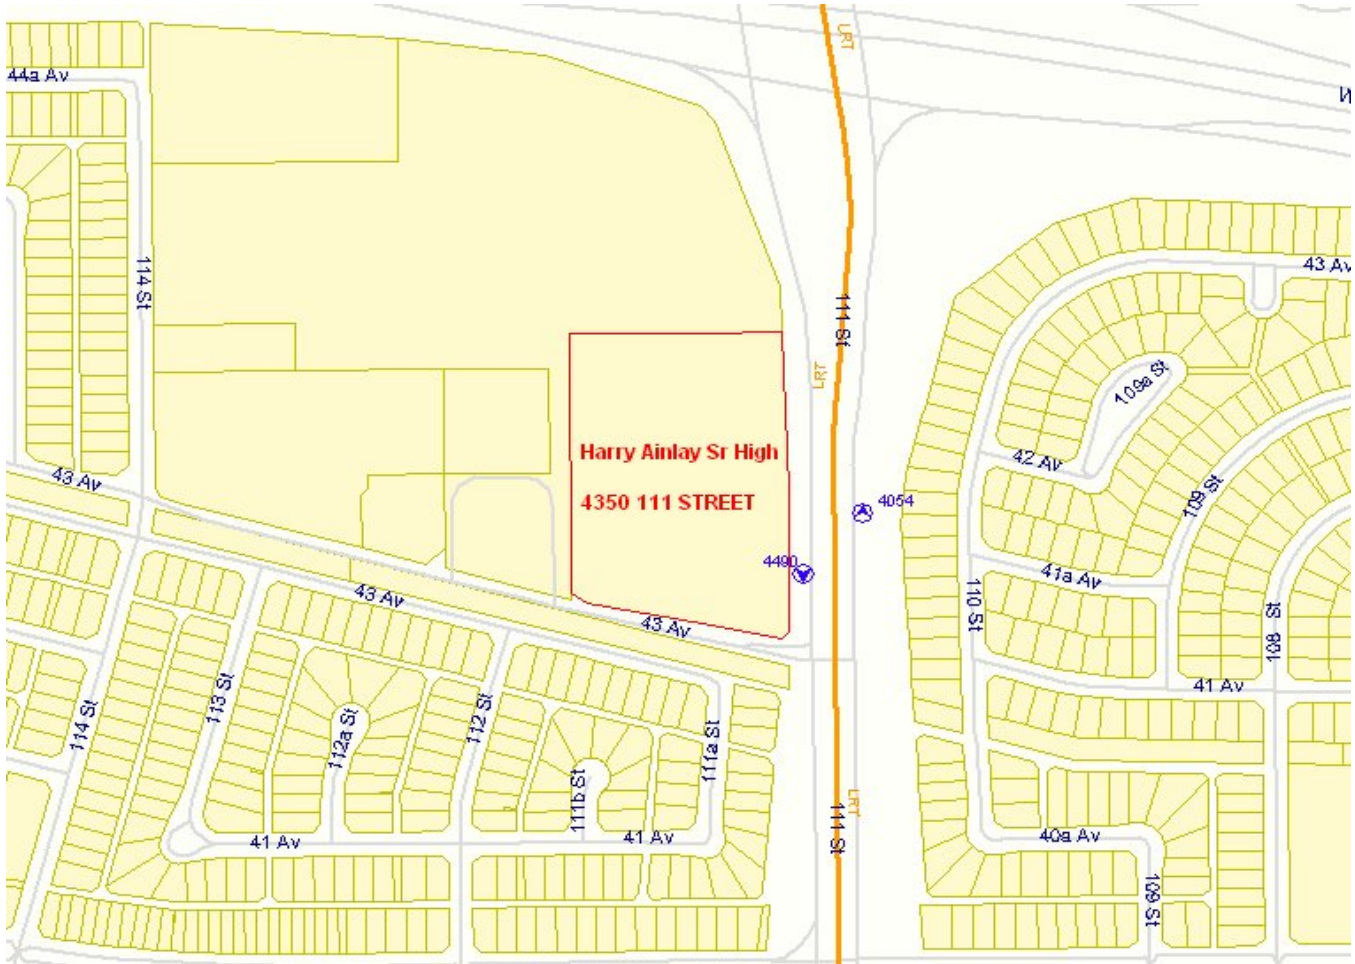 LRT
44a Av
114 St
43 Av
111 St
LRT
109a St
Harry Ainlay Sr High
42 Av
43 Av
109 St
4350 111 STREET
4054
4490
41a Av
43 Av
110 St
108 St
43 Av
41 Av
113 St
114 St
112a St
112 St
111a St
111b St
LRT
111 St
41 Av
41 Av
40a Av
109 St